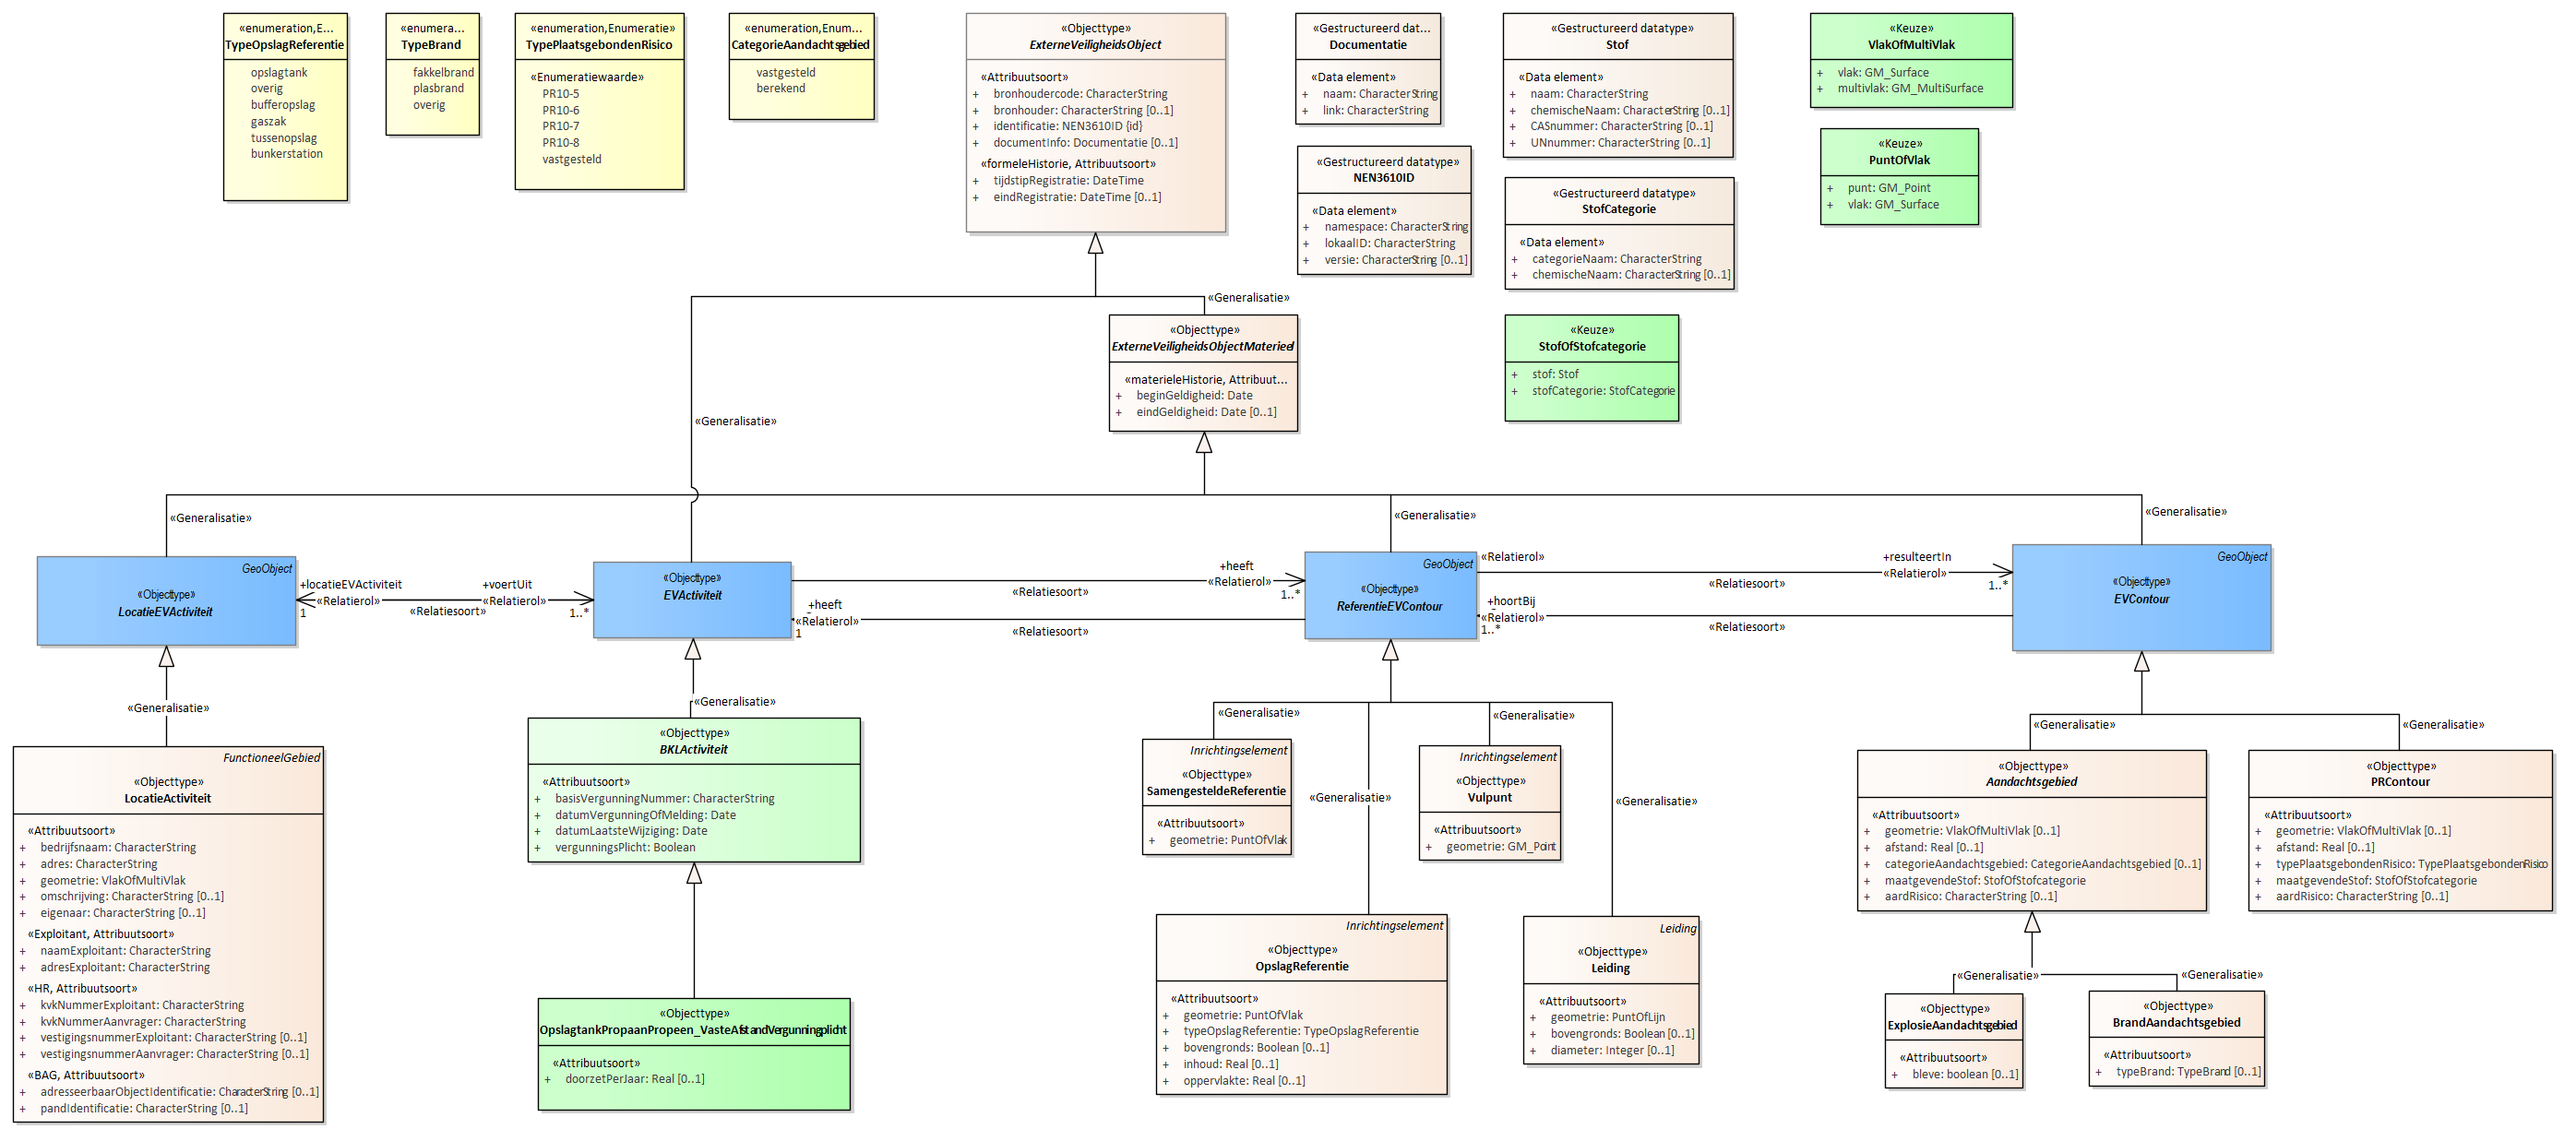 «enumeration,E...
TypeOpslagReferentie
opslagtank
overig
bufferopslag
gaszak
tussenopslag
bunkerstation
«enumera...
TypeBrand
fakkelbrand
plasbrand
overig
«enumeration,Enumeratie»
TypePlaatsgebondenRisico
«Enumeratiewaarde»
PR10-5
PR10-6
PR10-7
PR10-8
vastgesteld
«enumeration,Enum...
CategorieAandachtsgebied
vastgesteld
berekend
«Objecttype»
ExterneVeiligheidsObject
«Attribuutsoort»
+ bronhoudercode: CharacterString
+ bronhouder: CharacterString [0..1]
+ identificatie: NEN3610ID {id}
+ documentInfo: Documentatie [0..1]
«formeleHistorie, Attribuutsoort»
+ tijdstipRegistratie: DateTime
+ eindRegistratie: DateTime [0..1]
«Gestructureerd dat...
Documentatie
«Data element»
+ naam: CharacterString
+ link: CharacterString
«Gestructureerd datatype»
NEN3610ID
«Data element»
+ namespace: CharacterString
+ lokaalID: CharacterString
+ versie: CharacterString [0..1]
«Gestructureerd datatype»
Stof
«Data element»
+ naam: CharacterString
+ chemischeNaam: CharacterString [0..1]
+ CASnummer: CharacterString [0..1]
+ UNnummer: CharacterString [0..1]
«Gestructureerd datatype»
StofCategorie
«Data element»
+ categorieNaam: CharacterString
+ chemischeNaam: CharacterString [0..1]
«Keuze»
StofOfStofcategorie
+ stof: Stof
+ stofCategorie: StofCategorie
«Keuze»
VlakOfMultiVlak
+ vlak: GM_Surface
+ multivlak: GM_MultiSurface
«Keuze»
PuntOfVlak
+ punt: GM_Point
+ vlak: GM_Surface
«Generalisatie»
«Objecttype»
ExterneVeiligheidsObjectMaterieel
«materieleHistorie, Attribuut...
+ beginGeldigheid: Date
+ eindGeldigheid: Date [0..1]
«Generalisatie»
«Generalisatie»
«Generalisatie»
«Generalisatie»
GeoObject
«Objecttype»
LocatieEVActiviteit
+locatieEVActiviteit
«Relatierol»
1
«Relatiesoort»
+voertUit
«Relatierol»
1..*
«Objecttype»
EVActiviteit
+heeft
«Relatierol»
1..*
«Relatiesoort»
+heeft
«Relatierol»
1
«Relatiesoort»
GeoObject
«Objecttype»
ReferentieEVContour
«Relatierol»
+resulteertIn
«Relatierol»
1..*
«Relatiesoort»
+hoortBij
«Relatierol»
1..*
«Relatiesoort»
GeoObject
«Objecttype»
EVContour
«Generalisatie»
FunctioneelGebied
«Objecttype»
LocatieActiviteit
«Attribuutsoort»
+ bedrijfsnaam: CharacterString
+ adres: CharacterString
+ geometrie: VlakOfMultiVlak
+ omschrijving: CharacterString [0..1]
+ eigenaar: CharacterString [0..1]
«Exploitant, Attribuutsoort»
+ naamExploitant: CharacterString
+ adresExploitant: CharacterString
«HR, Attribuutsoort»
+ kvkNummerExploitant: CharacterString
+ kvkNummerAanvrager: CharacterString
+ vestigingsnummerExploitant: CharacterString [0..1]
+ vestigingsnummerAanvrager: CharacterString [0..1]
«BAG, Attribuutsoort»
+ adresseerbaarObjectIdentificatie: CharacterString [0..1]
+ pandIdentificatie: CharacterString [0..1]
«Generalisatie»
«Objecttype»
BKLActiviteit
«Attribuutsoort»
+ basisVergunningNummer: CharacterString
+ datumVergunningOfMelding: Date
+ datumLaatsteWijziging: Date
+ vergunningsPlicht: Boolean
«Objecttype»
OpslagtankPropaanPropeen_VasteAfstandVergunningplicht
«Attribuutsoort»
+ doorzetPerJaar: Real [0..1]
«Generalisatie»
«Generalisatie»
«Generalisatie»
«Generalisatie»
Inrichtingselement
«Objecttype»
SamengesteldeReferentie
«Attribuutsoort»
+ geometrie: PuntOfVlak
Inrichtingselement
«Objecttype»
Vulpunt
«Attribuutsoort»
+ geometrie: GM_Point
Inrichtingselement
«Objecttype»
OpslagReferentie
«Attribuutsoort»
+ geometrie: PuntOfVlak
+ typeOpslagReferentie: TypeOpslagReferentie
+ bovengronds: Boolean [0..1]
+ inhoud: Real [0..1]
+ oppervlakte: Real [0..1]
Leiding
«Objecttype»
Leiding
«Attribuutsoort»
+ geometrie: PuntOfLijn
+ bovengronds: Boolean [0..1]
+ diameter: Integer [0..1]
«Generalisatie»
«Generalisatie»
«Objecttype»
Aandachtsgebied
«Attribuutsoort»
+ geometrie: VlakOfMultiVlak [0..1]
+ afstand: Real [0..1]
+ categorieAandachtsgebied: CategorieAandachtsgebied [0..1]
+ maatgevendeStof: StofOfStofcategorie
+ aardRisico: CharacterString [0..1]
«Objecttype»
PRContour
«Attribuutsoort»
+ geometrie: VlakOfMultiVlak [0..1]
+ afstand: Real [0..1]
+ typePlaatsgebondenRisico: TypePlaatsgebondenRisico
+ maatgevendeStof: StofOfStofcategorie
+ aardRisico: CharacterString [0..1]
«Generalisatie»
«Generalisatie»
«Objecttype»
ExplosieAandachtsgebied
«Attribuutsoort»
+ bleve: boolean [0..1]
«Objecttype»
BrandAandachtsgebied
«Attribuutsoort»
+ typeBrand: TypeBrand [0..1]